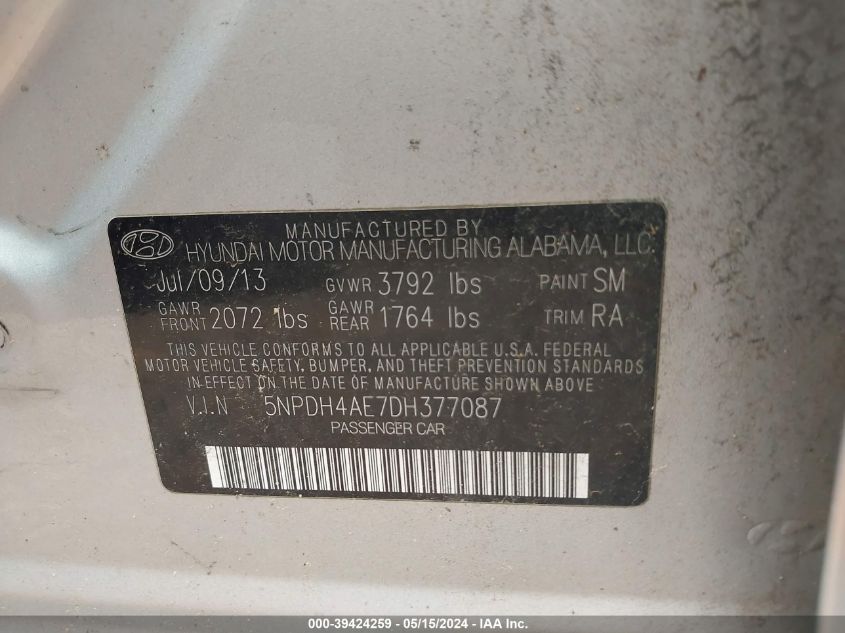 MANUFACTURED BY
HYUNDAI MOTOR MANUFACTURING ALABAMA, LLC.
Jul/09/13 GVWR 3792 lbs PAINT SM
GAWR FRONT 2072 lbs GAWR REAR 1764 lbs TRIM RA
THIS VEHICLE CONFORMS TO ALL APPLICABLE U.S.A. FEDERAL
MOTOR VEHICLE SAFETY, BUMPER, AND THEFT PREVENTION STANDARDS
IN EFFECT ON THE DATE OF MANUFACTURE SHOWN ABOVE
V.I.N 5NPDH4AE7DH377087
PASSENGER CAR
000-39424259 - 05/15/2024 - IAA Inc.